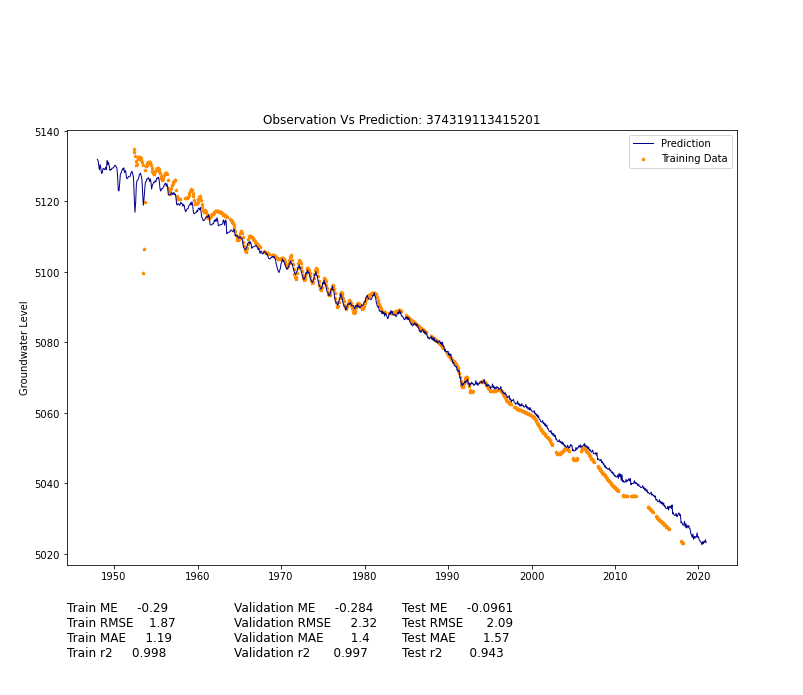 Observation Vs Prediction: 374319113415201
Prediction
Training Data
Groundwater Level
5140
5120
5100
5080
5060
5040
5020
1950 1960 1970 1980 1990 2000 2010 2020
Train ME -0.29 Validation ME -0.284 Test ME -0.0961
Train RMSE 1.87 Validation RMSE 2.32 Test RMSE 2.09
Train MAE 1.19 Validation MAE 1.4 Test MAE 1.57
Train r2 0.998 Validation r2 0.997 Test r2 0.943